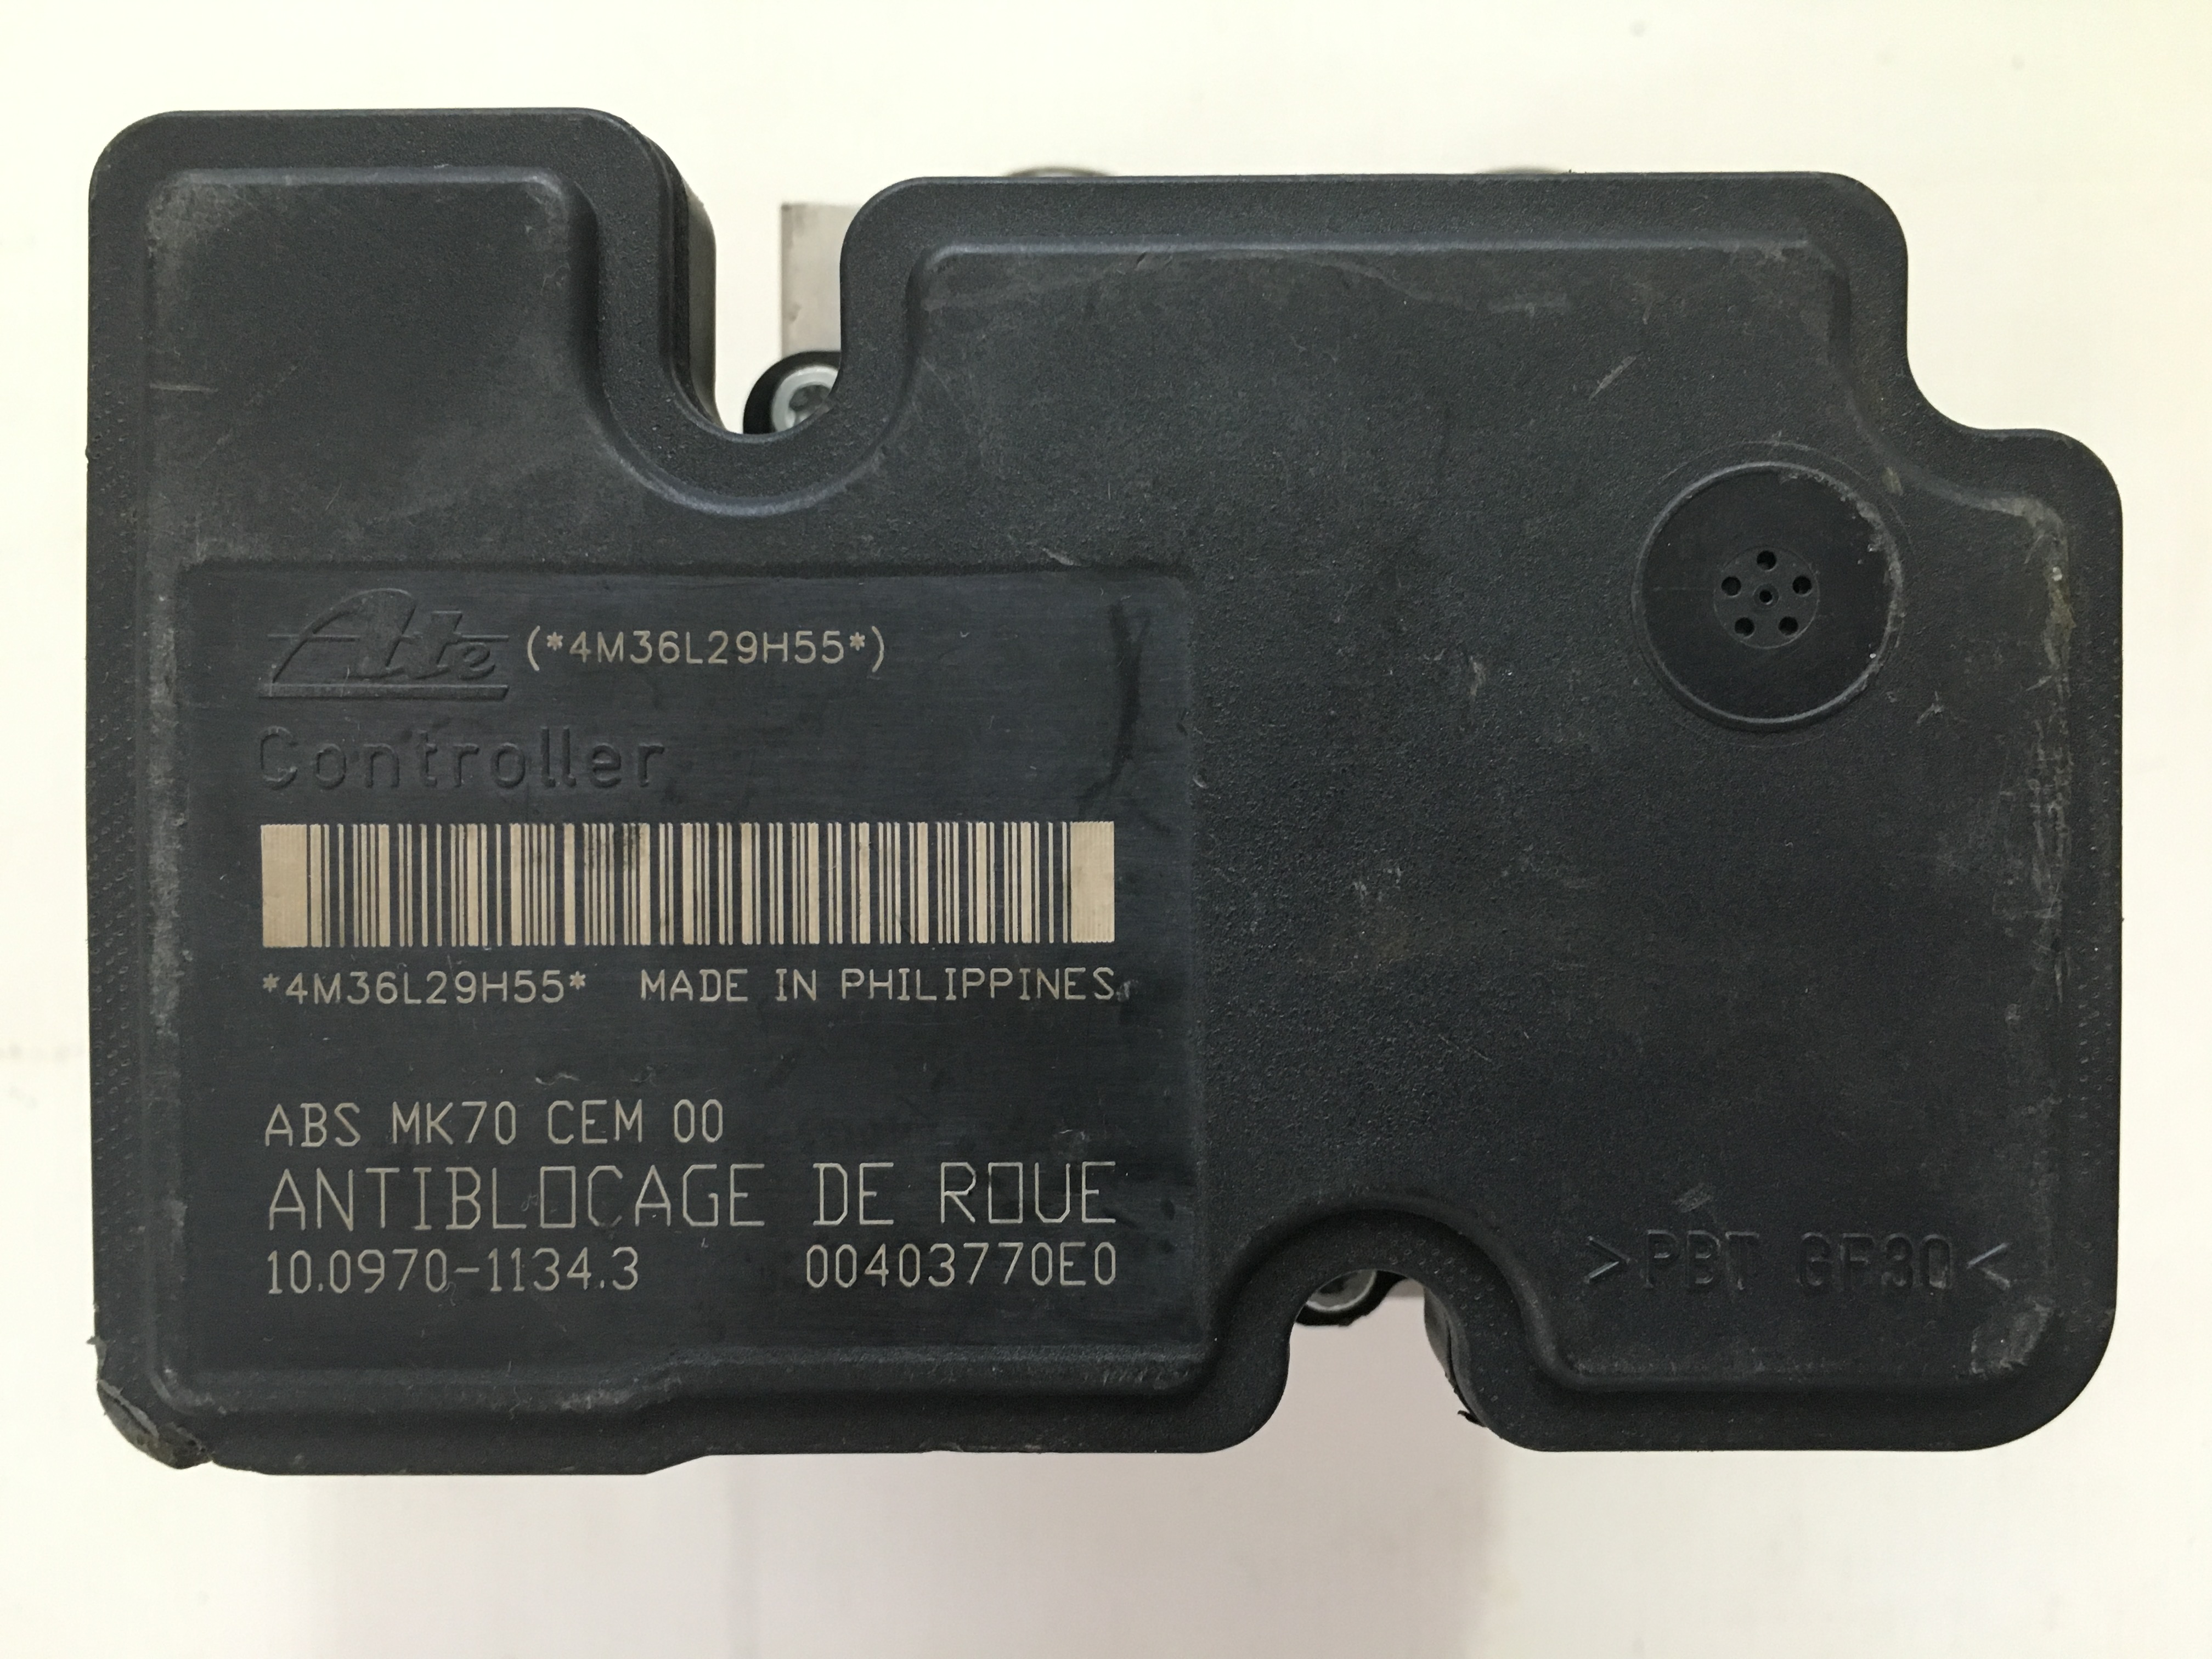 Ate (*4M36L29H55*)
Controller
*4M36L29H55* MADE IN PHILIPPINES
ABS MK70 CEM 00
ANTIBLOCAGE DE ROUE
10.0970-1134.3 00403770E0
>PBT GF30<